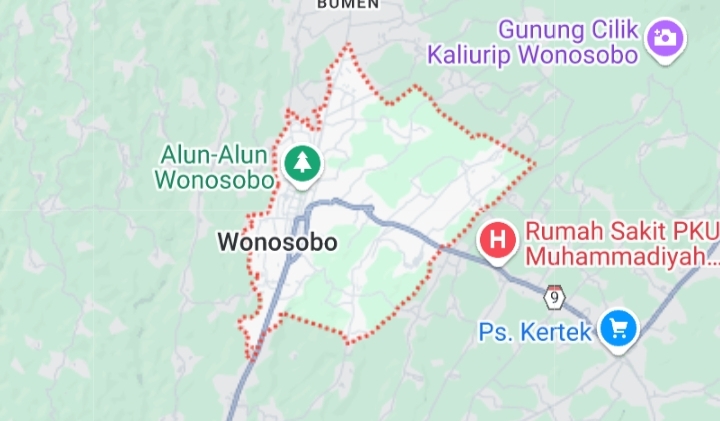 BUMEN
Gunung Cilik
Kaliurip Wonosobo
Alun-Alun
Wonosobo
Wonosobo
Rumah Sakit PKU
Muhammadiyah...
9
Ps. Kertek